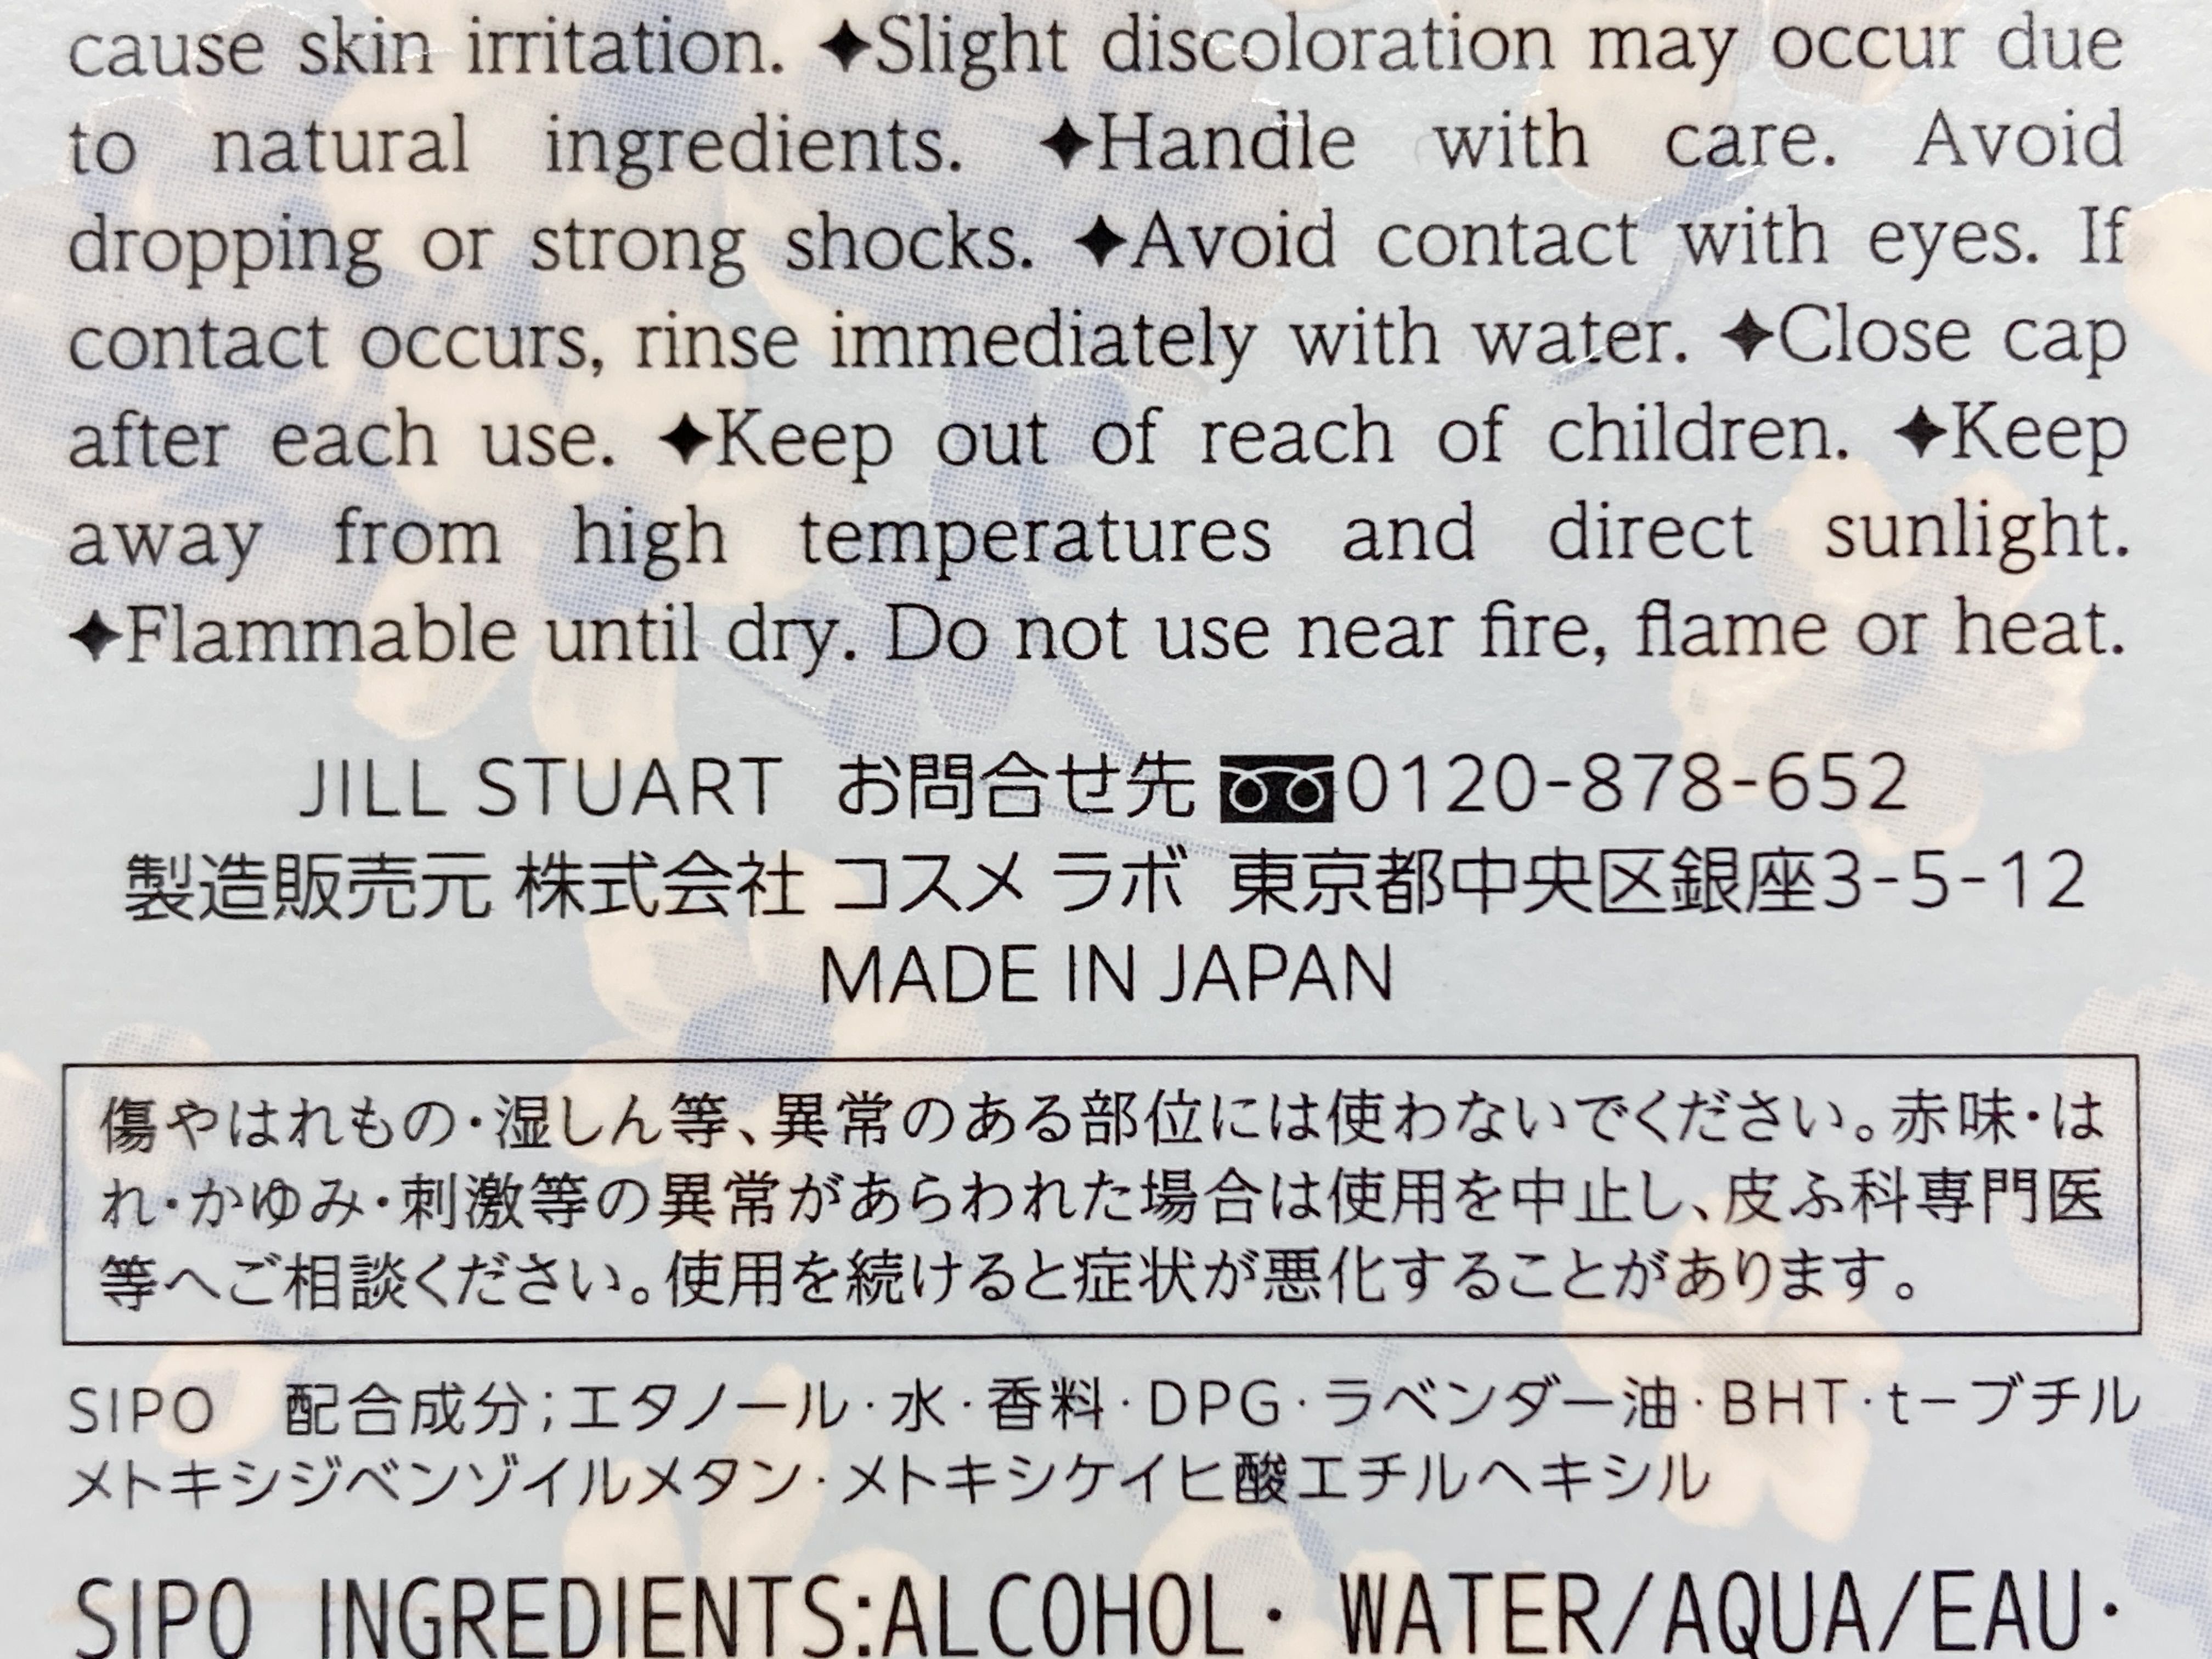 cause skin irritation. ✦Slight discoloration may occur due
to natural ingredients. ✦Handle with care. Avoid
dropping or strong shocks. ✦Avoid contact with eyes. If
contact occurs, rinse immediately with water. ✦Close cap
after each use. ✦Keep out of reach of children. ✦Keep
away from high temperatures and direct sunlight.
✦Flammable until dry. Do not use near fire, flame or heat.
JILL STUART お問合せ先 0120-878-652
製造販売元 株式会社 コスメ ラボ 東京都中央区銀座3-5-12
MADE IN JAPAN
傷やはれもの・湿しん等、異常のある部位には使わないでください。赤味・は
れ・かゆみ・刺激等の異常があらわれた場合は使用を中止し、皮ふ科専門医
等へご相談ください。使用を続けると症状が悪化することがあります。
SIPO 配合成分;エタノール・水・香料・DPG・ラベンダー油・BHT・t−ブチル
メトキシジベンゾイルメタン・メトキシケイヒ酸エチルヘキシル
SIPO INGREDIENTS:ALCOHOL・ WATER/AQUA/EAU・